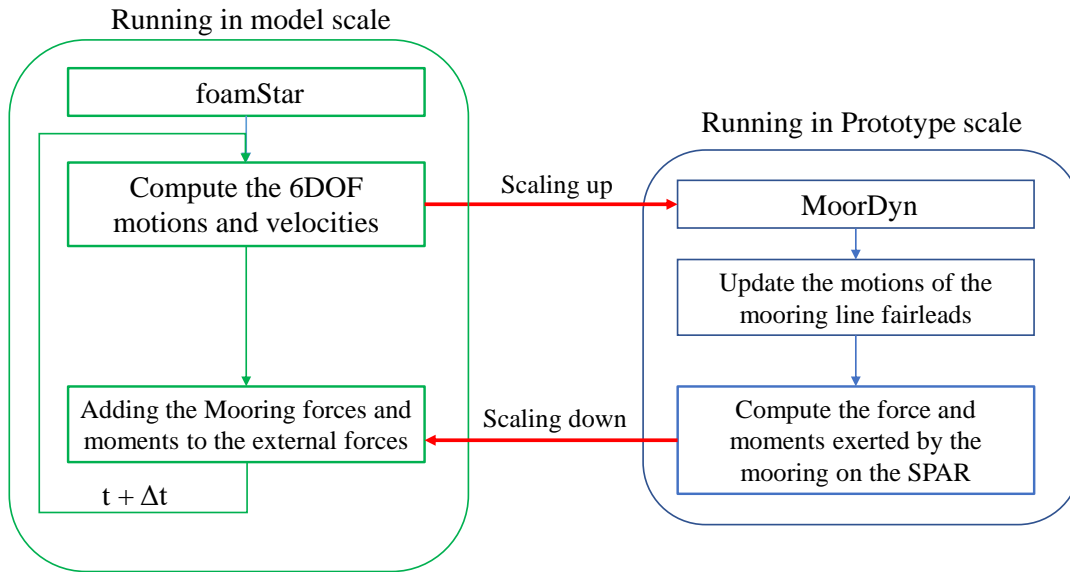 Running in model scale
foamStar
Compute the 6DOF
motions and velocities
Adding the Mooring forces and
moments to the external forces
t + Δt
Scaling up
Scaling down
Running in Prototype scale
MoorDyn
Update the motions of the
mooring line fairleads
Compute the force and
moments exerted by the
mooring on the SPAR